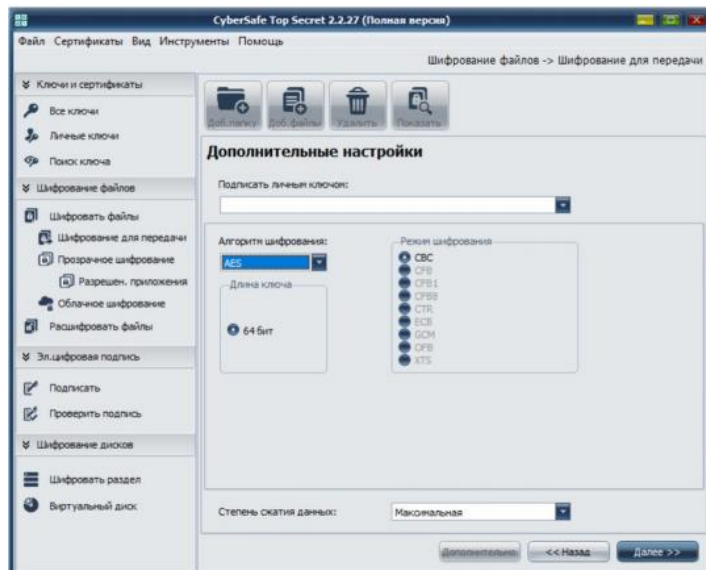 CyberSafe Top Secret 2.2.27 (Полная версия)
Файл Сертификаты Вид Инструменты Помощь
Шифрование файлов -> Шифрование для передачи
Ключи и сертификаты
Все ключи
Личные ключи
Поиск ключа
Шифрование файлов
Шифровать файлы
Шифрование для передачи
Прозрачное шифрование
Разрешен. приложения
Облачное шифрование
Расшифровать файлы
Эл.цифровая подпись
Подписать
Проверить подпись
Шифрование дисков
Шифровать раздел
Виртуальный диск
Доб.папку Доб.файлы Удалить Показать
Дополнительные настройки
Подписать личным ключом:
Алгоритм шифрования:
AES
Длина ключа
64 бит
Режим шифрования
CBC
CFB
CFB1
CFB8
CTR
ECB
GCM
OFB
XTS
Степень сжатия данных:
Максимальная
Дополнительно << Назад Далее >>